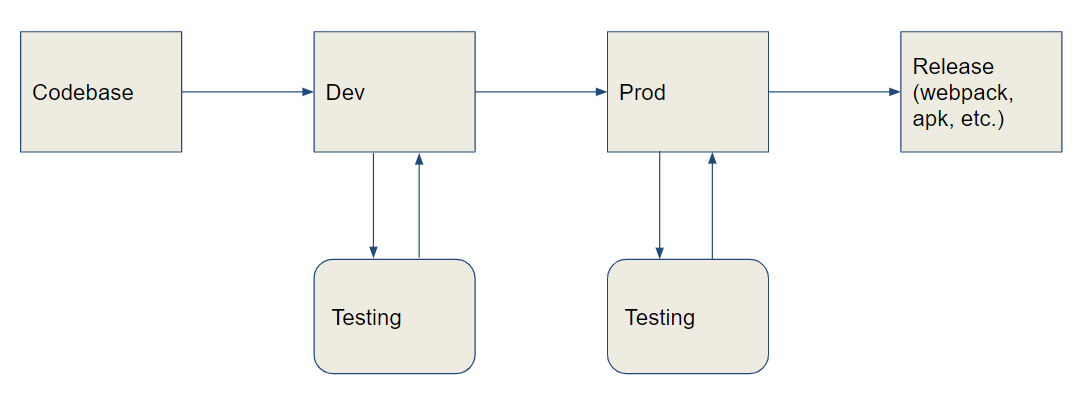 Codebase
Dev
Prod
Release
(webpack,
apk, etc.)
Testing
Testing